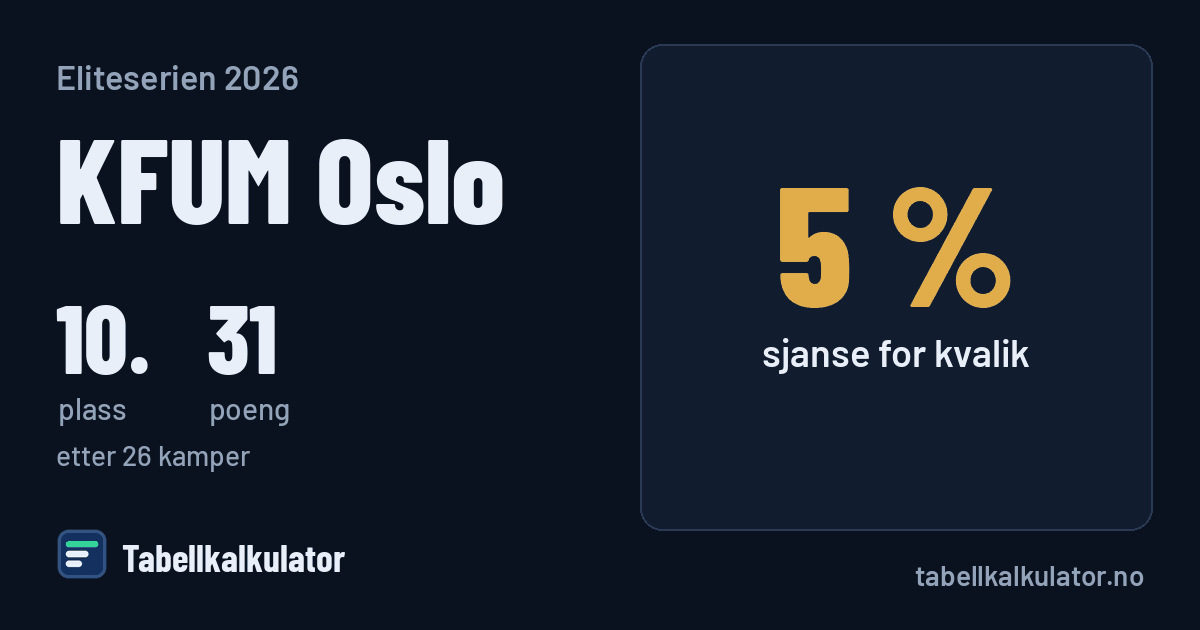 Eliteserien 2026
KFUM Oslo
10. 31
plass poeng
etter 26 kamper
Tabellkalkulator
5 %
sjanse for kvalik
tabellkalkulator.no